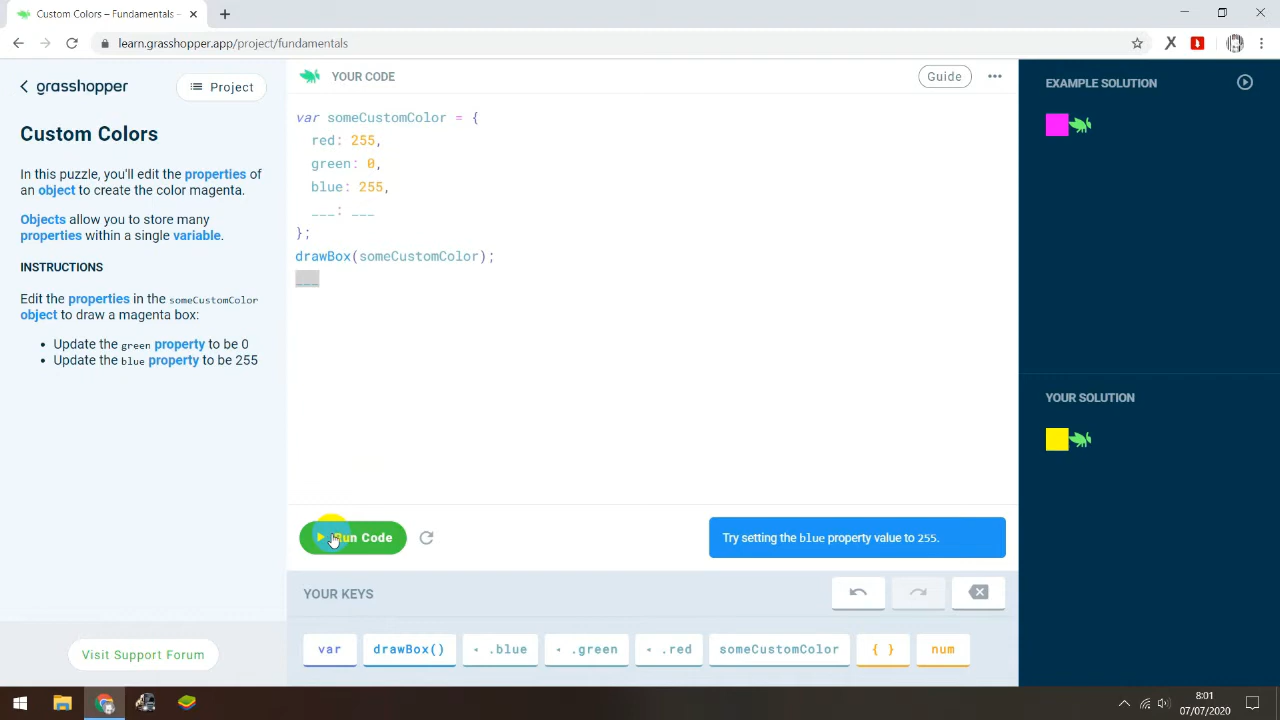 Custom Colors – Fundamentals –
learn.grasshopper.app/project/fundamentals
grasshopper
Project
Custom Colors
In this puzzle, you'll edit the properties of
an object to create the color magenta.
Objects allow you to store many
properties within a single variable.
INSTRUCTIONS
Edit the properties in the someCustomColor
object to draw a magenta box:
• Update the green property to be 0
• Update the blue property to be 255
Visit Support Forum
YOUR CODE
Guide
var someCustomColor = {
red: 255,
green: 0,
blue: 255,
___: ___
};
drawBox(someCustomColor);
___
Run Code
Try setting the blue property value to 255.
YOUR KEYS
var
drawBox()
.blue
.green
.red
someCustomColor
{ }
num
EXAMPLE SOLUTION
YOUR SOLUTION
8:01
07/07/2020